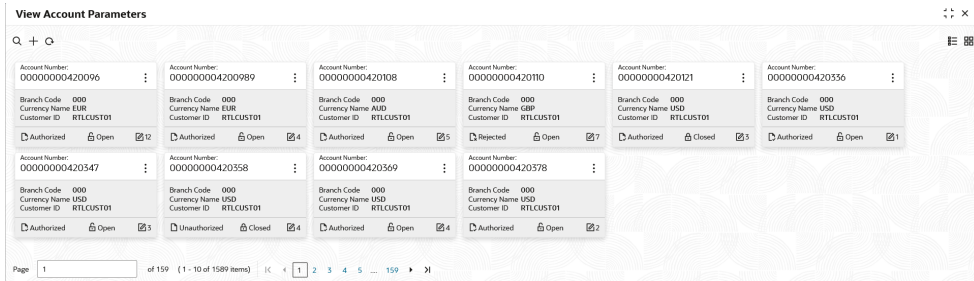 View Account Parameters
Account Number:
00000000420096
Branch Code 000
Currency Name EUR
Customer ID RTLCUST01
Authorized Open 12
Account Number:
000000004200989
Branch Code 000
Currency Name EUR
Customer ID RTLCUST01
Authorized Open 4
Account Number:
00000000420108
Branch Code 000
Currency Name AUD
Customer ID RTLCUST01
Authorized Open 5
Account Number:
00000000420110
Branch Code 000
Currency Name GBP
Customer ID RTLCUST01
Rejected Open 7
Account Number:
00000000420121
Branch Code 000
Currency Name USD
Customer ID RTLCUST01
Authorized Closed 3
Account Number:
00000000420336
Branch Code 000
Currency Name USD
Customer ID RTLCUST01
Authorized Open 1
Account Number:
00000000420347
Branch Code 000
Currency Name USD
Customer ID RTLCUST01
Authorized Open 3
Account Number:
00000000420358
Branch Code 000
Currency Name USD
Customer ID RTLCUST01
Unauthorized Closed 4
Account Number:
00000000420369
Branch Code 000
Currency Name USD
Customer ID RTLCUST01
Authorized Open 4
Account Number:
00000000420378
Branch Code 000
Currency Name USD
Customer ID RTLCUST01
Authorized Open 2
Page 1 of 159 (1 - 10 of 1589 items) 1 2 3 4 5 ... 159